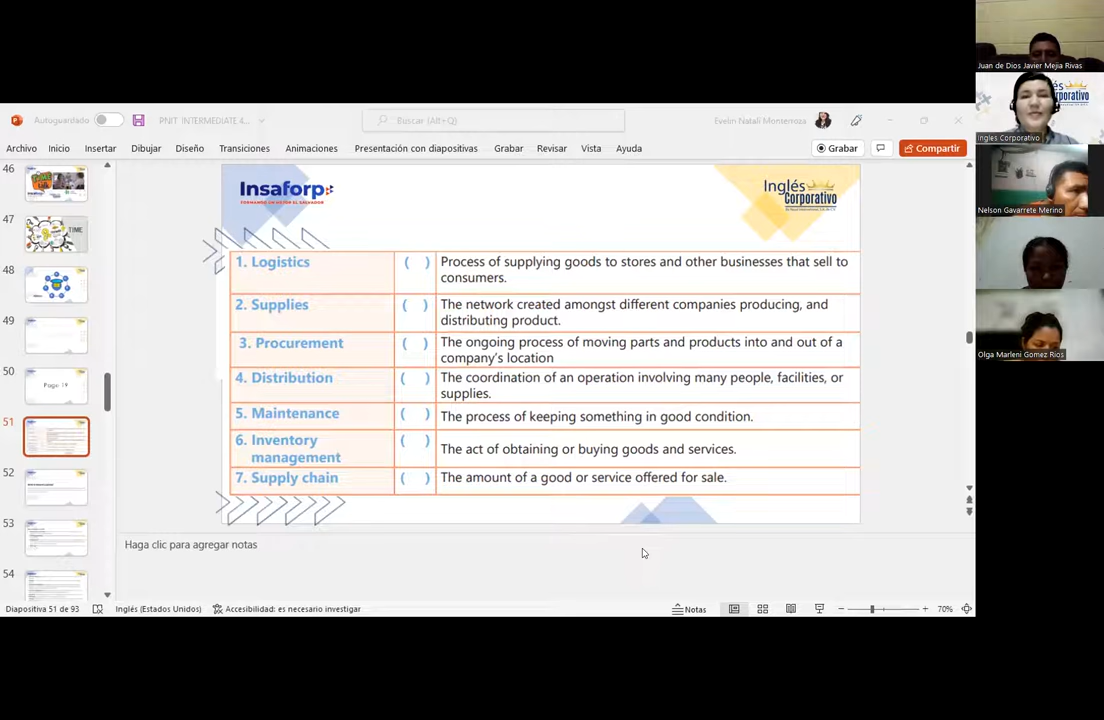 Juan de Dios Javier Mejia Rivas
Autoguardado
PNIT INTERMEDIATE 4...
Buscar (Alt+Q)
Evelin Natali Monterroza
Archivo Inicio Insertar Dibujar Diseño Transiciones Animaciones Presentación con diapositivas Grabar Revisar Vista Ayuda
Grabar
Compartir
Ingles Corporativo
Nelson Gavarrete Merino
Olga Marleni Gomez Rios
46
47
TIME
48
49
50
Page 19
51
52
53
54
Insaforp
FORMANDO UN MEJOR EL SALVADOR
Inglés
Corporativo
1. Logistics ( ) Process of supplying goods to stores and other businesses that sell to
consumers.
2. Supplies ( ) The network created amongst different companies producing, and
distributing product.
3. Procurement ( ) The ongoing process of moving parts and products into and out of a
company's location
4. Distribution ( ) The coordination of an operation involving many people, facilities, or
supplies.
5. Maintenance ( ) The process of keeping something in good condition.
6. Inventory
management ( ) The act of obtaining or buying goods and services.
7. Supply chain ( ) The amount of a good or service offered for sale.
Haga clic para agregar notas
Diapositiva 51 de 93
Inglés (Estados Unidos)
Accesibilidad: es necesario investigar
Notas
70%